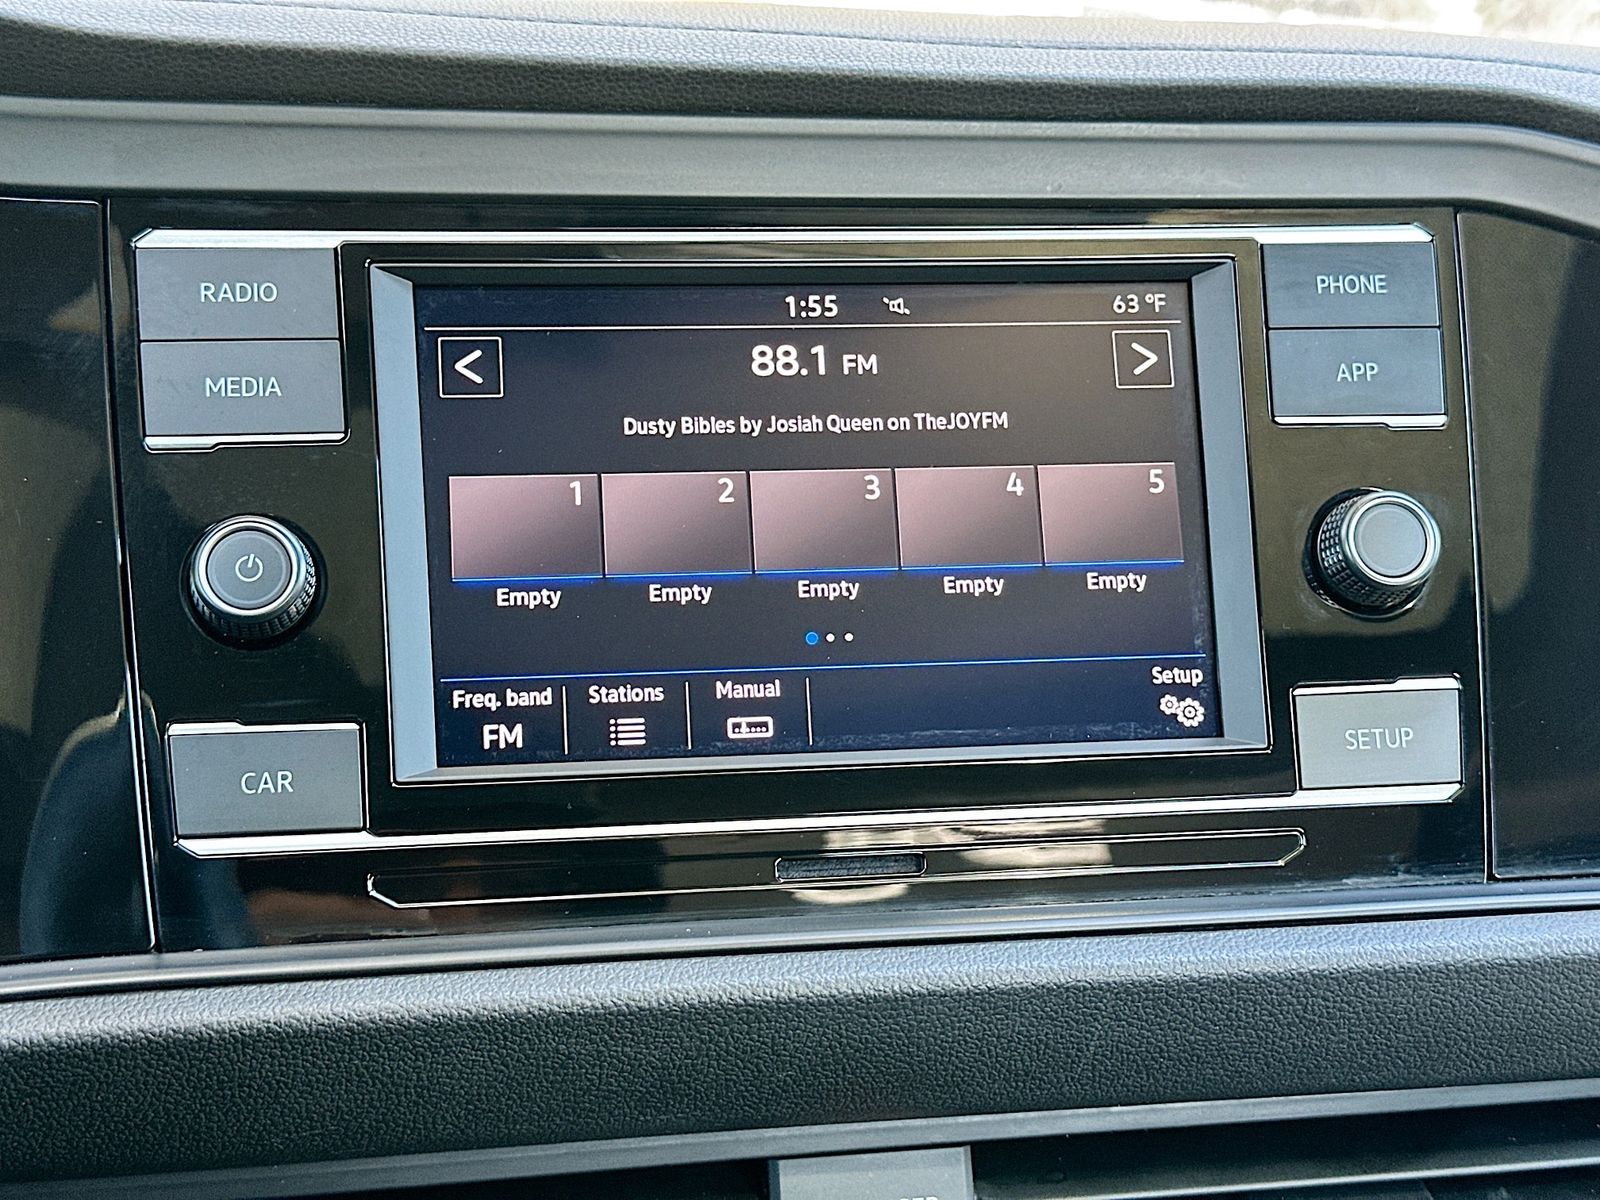 RADIO
MEDIA
CAR
1:55
63 °F
<
88.1 FM
>
Dusty Bibles by Josiah Queen on TheJOYFM
1 2 3 4 5
Empty Empty Empty Empty Empty
Freq. band Stations Manual Setup
FM
PHONE
APP
SETUP